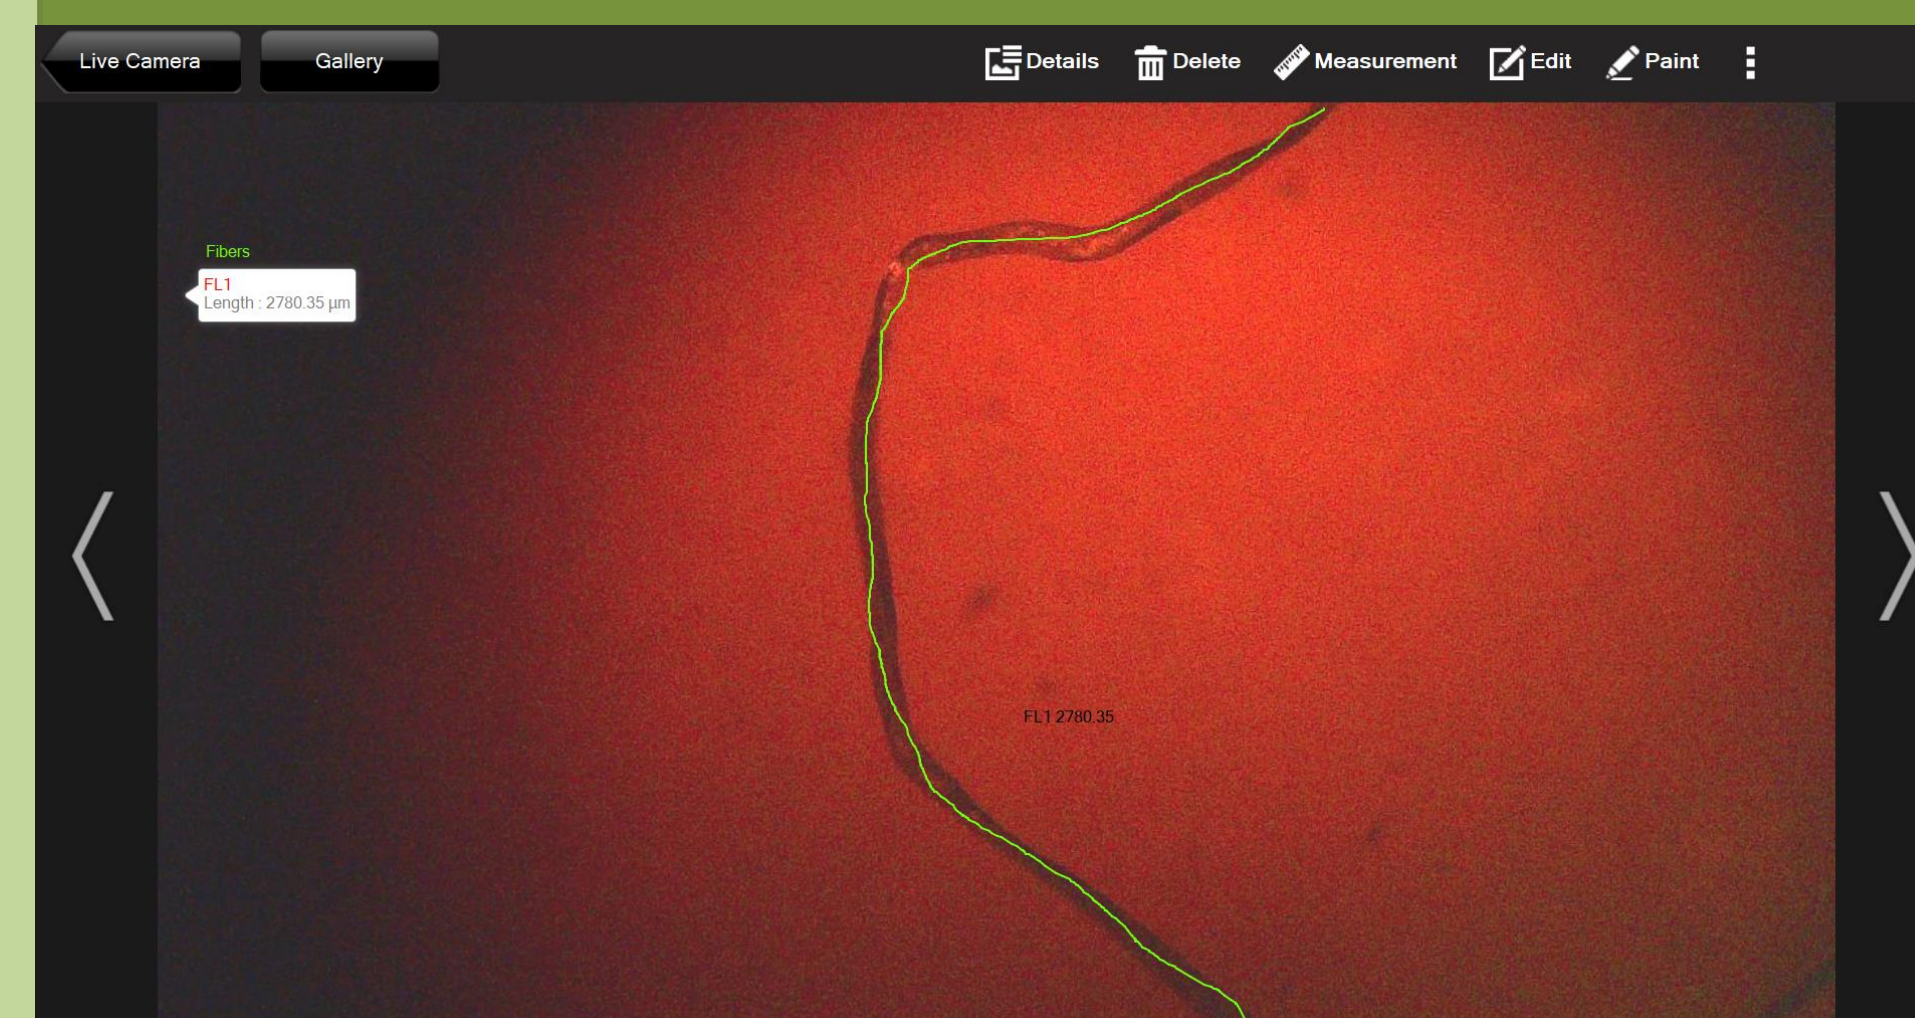 Live Camera
Gallery
Details
Delete
Measurement
Edit
Paint
Fibers
FL1
Length : 2780.35 µm
FL1 2780.35